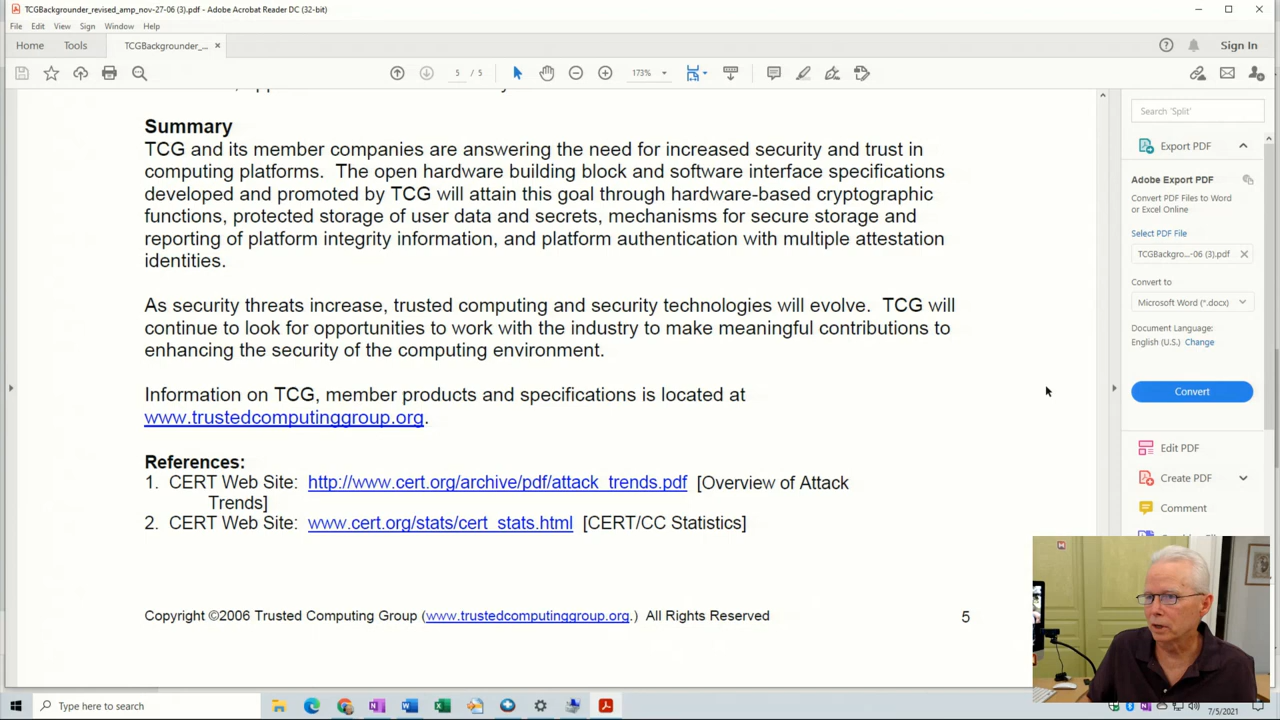 TCGBackgrounder_revised_amp_nov-27-06 (3).pdf - Adobe Acrobat Reader DC (32-bit)
File Edit View Sign Window Help
Home Tools TCGBackgrounder_... × Sign In
5 / 5 173%
Summary
TCG and its member companies are answering the need for increased security and trust in
computing platforms. The open hardware building block and software interface specifications
developed and promoted by TCG will attain this goal through hardware-based cryptographic
functions, protected storage of user data and secrets, mechanisms for secure storage and
reporting of platform integrity information, and platform authentication with multiple attestation
identities.
As security threats increase, trusted computing and security technologies will evolve. TCG will
continue to look for opportunities to work with the industry to make meaningful contributions to
enhancing the security of the computing environment.
Information on TCG, member products and specifications is located at
www.trustedcomputinggroup.org.
References:
1. CERT Web Site: http://www.cert.org/archive/pdf/attack_trends.pdf [Overview of Attack
Trends]
2. CERT Web Site: www.cert.org/stats/cert_stats.html [CERT/CC Statistics]
Copyright ©2006 Trusted Computing Group (www.trustedcomputinggroup.org.) All Rights Reserved 5
Search 'Split'
Export PDF
Adobe Export PDF
Convert PDF Files to Word
or Excel Online
Select PDF File
TCGBackgro...-06 (3).pdf
Convert to
Microsoft Word (*.docx)
Document Language:
English (U.S.) Change
Convert
Edit PDF
Create PDF
Comment
Type here to search
7/5/2021